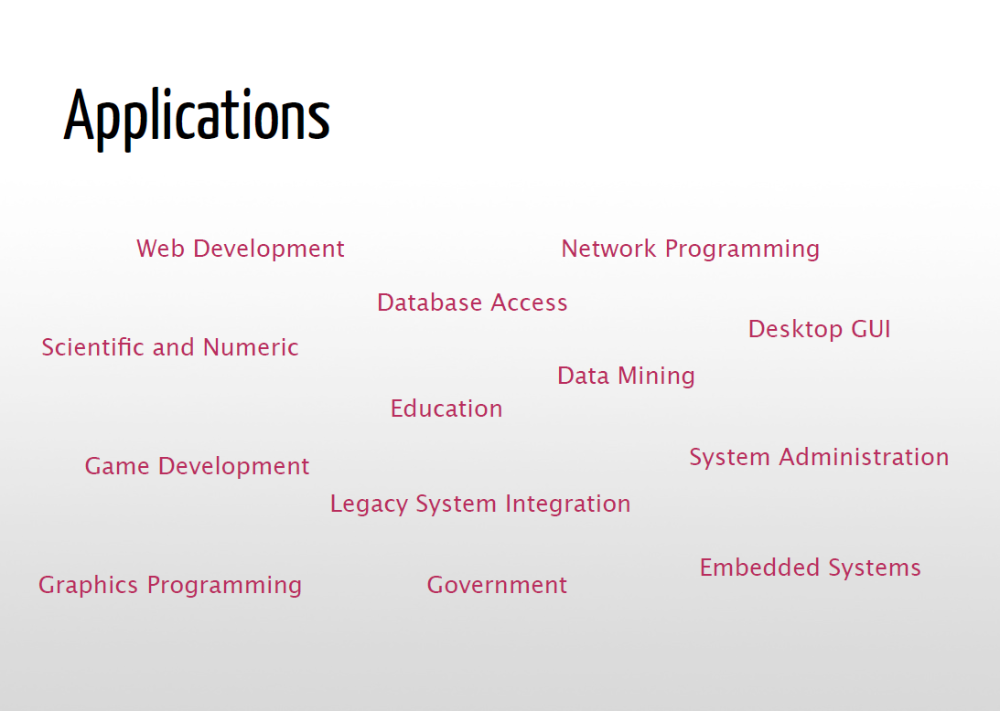 Applications
Web Development
Network Programming
Database Access
Desktop GUI
Scientific and Numeric
Data Mining
Education
System Administration
Game Development
Legacy System Integration
Embedded Systems
Graphics Programming
Government